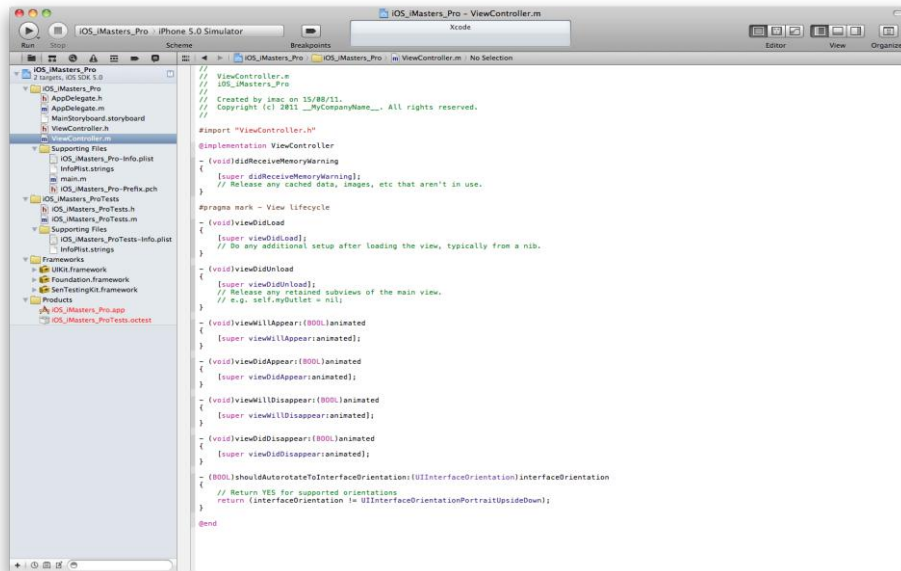 iOS_iMasters_Pro – ViewController.m
iOS_iMasters_Pro › iPhone 5.0 Simulator
Xcode
Run
Stop
Scheme
Breakpoints
Editor
View
Organize
iOS_iMasters_Pro
2 targets, iOS SDK 5.0
iOS_iMasters_Pro
AppDelegate.h
AppDelegate.m
MainStoryboard.storyboard
ViewController.h
ViewController.m
Supporting Files
iOS_iMasters_Pro-Info.plist
InfoPlist.strings
main.m
iOS_iMasters_Pro-Prefix.pch
iOS_iMasters_ProTests
iOS_iMasters_ProTests.h
iOS_iMasters_ProTests.m
Supporting Files
iOS_iMasters_ProTests-Info.plist
InfoPlist.strings
Frameworks
UIKit.framework
Foundation.framework
SenTestingKit.framework
Products
iOS_iMasters_Pro.app
iOS_iMasters_ProTests.octest
iOS_iMasters_Pro › iOS_iMasters_Pro › ViewController.m › No Selection
//
// ViewController.m
// iOS_iMasters_Pro
//
// Created by imac on 15/08/11.
// Copyright (c) 2011 __MyCompanyName__. All rights reserved.
//
#import "ViewController.h"
@implementation ViewController
- (void)didReceiveMemoryWarning
{
[super didReceiveMemoryWarning];
// Release any cached data, images, etc that aren't in use.
}
#pragma mark - View lifecycle
- (void)viewDidLoad
{
[super viewDidLoad];
// Do any additional setup after loading the view, typically from a nib.
}
- (void)viewDidUnload
{
[super viewDidUnload];
// Release any retained subviews of the main view.
// e.g. self.myOutlet = nil;
}
- (void)viewWillAppear:(BOOL)animated
{
[super viewWillAppear:animated];
}
- (void)viewDidAppear:(BOOL)animated
{
[super viewDidAppear:animated];
}
- (void)viewWillDisappear:(BOOL)animated
{
[super viewWillDisappear:animated];
}
- (void)viewDidDisappear:(BOOL)animated
{
[super viewDidDisappear:animated];
}
- (BOOL)shouldAutorotateToInterfaceOrientation:(UIInterfaceOrientation)interfaceOrientation
{
// Return YES for supported orientations
return (interfaceOrientation != UIInterfaceOrientationPortraitUpsideDown);
}
@end